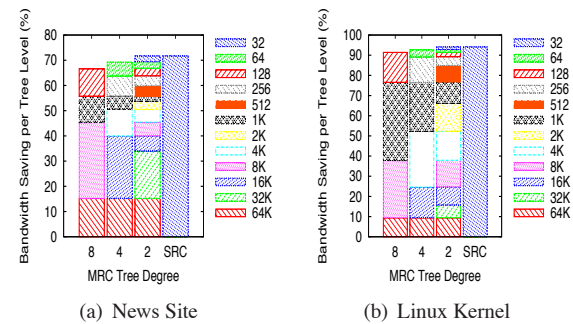 Bandwidth Saving per Tree Level (%)
80
70
60
50
40
30
20
10
0
8 4 2 SRC
MRC Tree Degree
32
64
128
256
512
1K
2K
4K
8K
16K
32K
64K
(a) News Site
Bandwidth Saving per Tree Level (%)
100
90
80
70
60
50
40
30
20
10
0
8 4 2 SRC
MRC Tree Degree
32
64
128
256
512
1K
2K
4K
8K
16K
32K
64K
(b) Linux Kernel